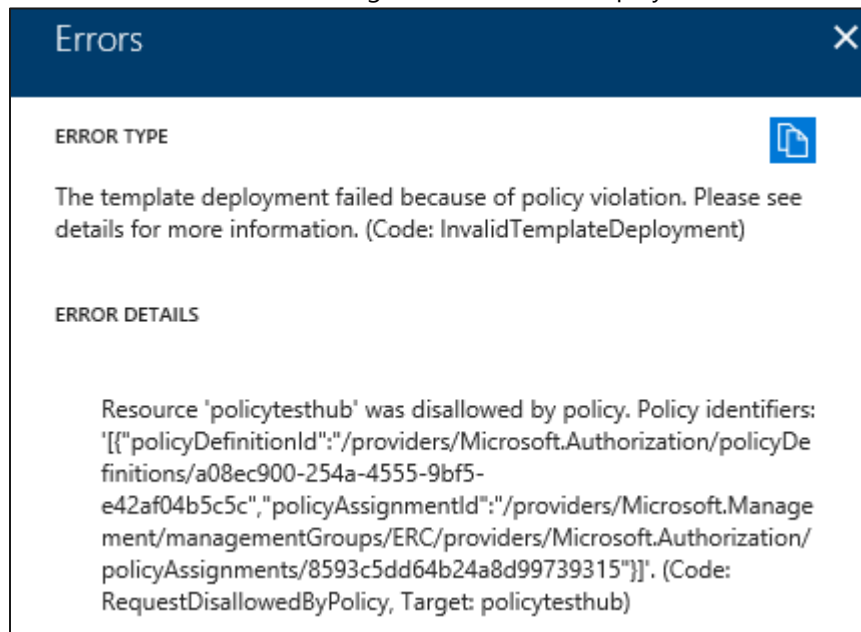 Errors
ERROR TYPE
The template deployment failed because of policy violation. Please see
details for more information. (Code: InvalidTemplateDeployment)
ERROR DETAILS
Resource 'policytesthub' was disallowed by policy. Policy identifiers:
'[{"policyDefinitionId":"/providers/Microsoft.Authorization/policyDe
finitions/a08ec900-254a-4555-9bf5-
e42af04b5c5c","policyAssignmentId":"/providers/Microsoft.Manage
ment/managementGroups/ERC/providers/Microsoft.Authorization/
policyAssignments/8593c5dd64b24a8d99739315"}]'. (Code:
RequestDisallowedByPolicy, Target: policytesthub)